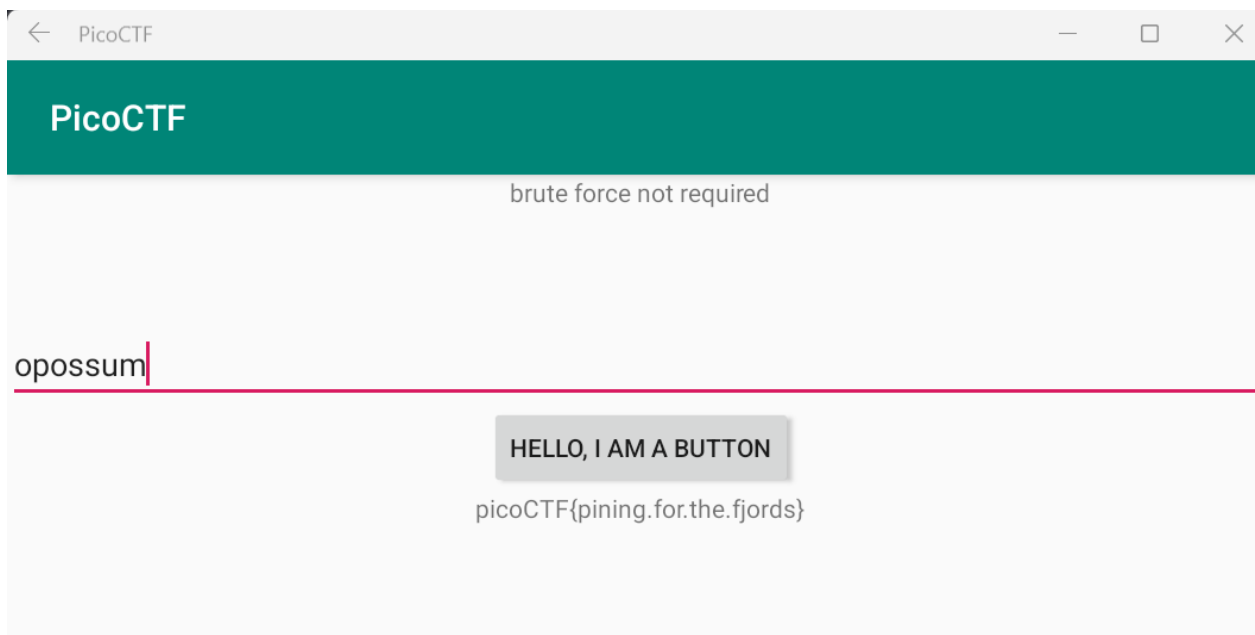 PicoCTF
PicoCTF
brute force not required
opossum
HELLO, I AM A BUTTON
picoCTF{pining.for.the.fjords}